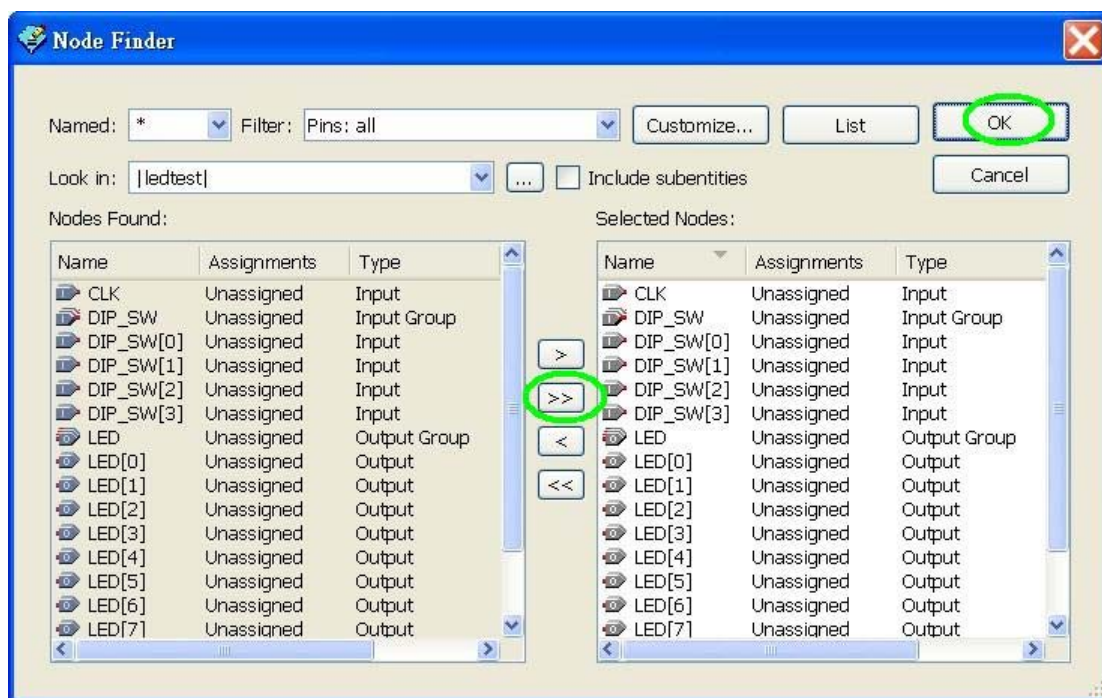 Node Finder
Named: * Filter: Pins: all Customize... List OK
Look in: |ledtest| ... Include subentities Cancel
Nodes Found: Selected Nodes:
Name Assignments Type Name Assignments Type
CLK Unassigned Input CLK Unassigned Input
DIP_SW Unassigned Input Group DIP_SW Unassigned Input Group
DIP_SW[0] Unassigned Input DIP_SW[0] Unassigned Input
DIP_SW[1] Unassigned Input > DIP_SW[1] Unassigned Input
DIP_SW[2] Unassigned Input >> DIP_SW[2] Unassigned Input
DIP_SW[3] Unassigned Input DIP_SW[3] Unassigned Input
LED Unassigned Output Group < LED Unassigned Output Group
LED[0] Unassigned Output LED[0] Unassigned Output
LED[1] Unassigned Output << LED[1] Unassigned Output
LED[2] Unassigned Output LED[2] Unassigned Output
LED[3] Unassigned Output LED[3] Unassigned Output
LED[4] Unassigned Output LED[4] Unassigned Output
LED[5] Unassigned Output LED[5] Unassigned Output
LED[6] Unassigned Output LED[6] Unassigned Output
LED[7] Unassigned Output LED[7] Unassigned Output